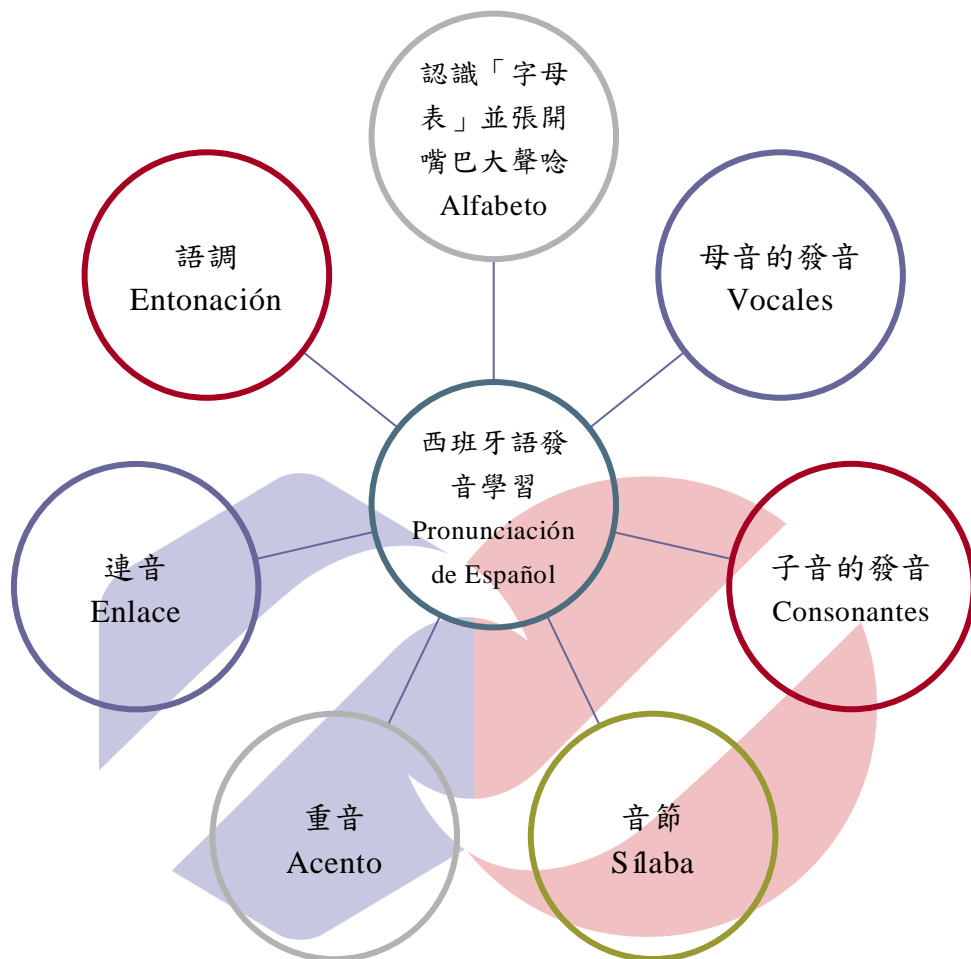 認識「字母
表」並張開
嘴巴大聲唸
Alfabeto
母音的發音
Vocales
子音的發音
Consonantes
音節
Sílaba
重音
Acento
連音
Enlace
語調
Entonación
西班牙語發
音學習
Pronunciación
de Español